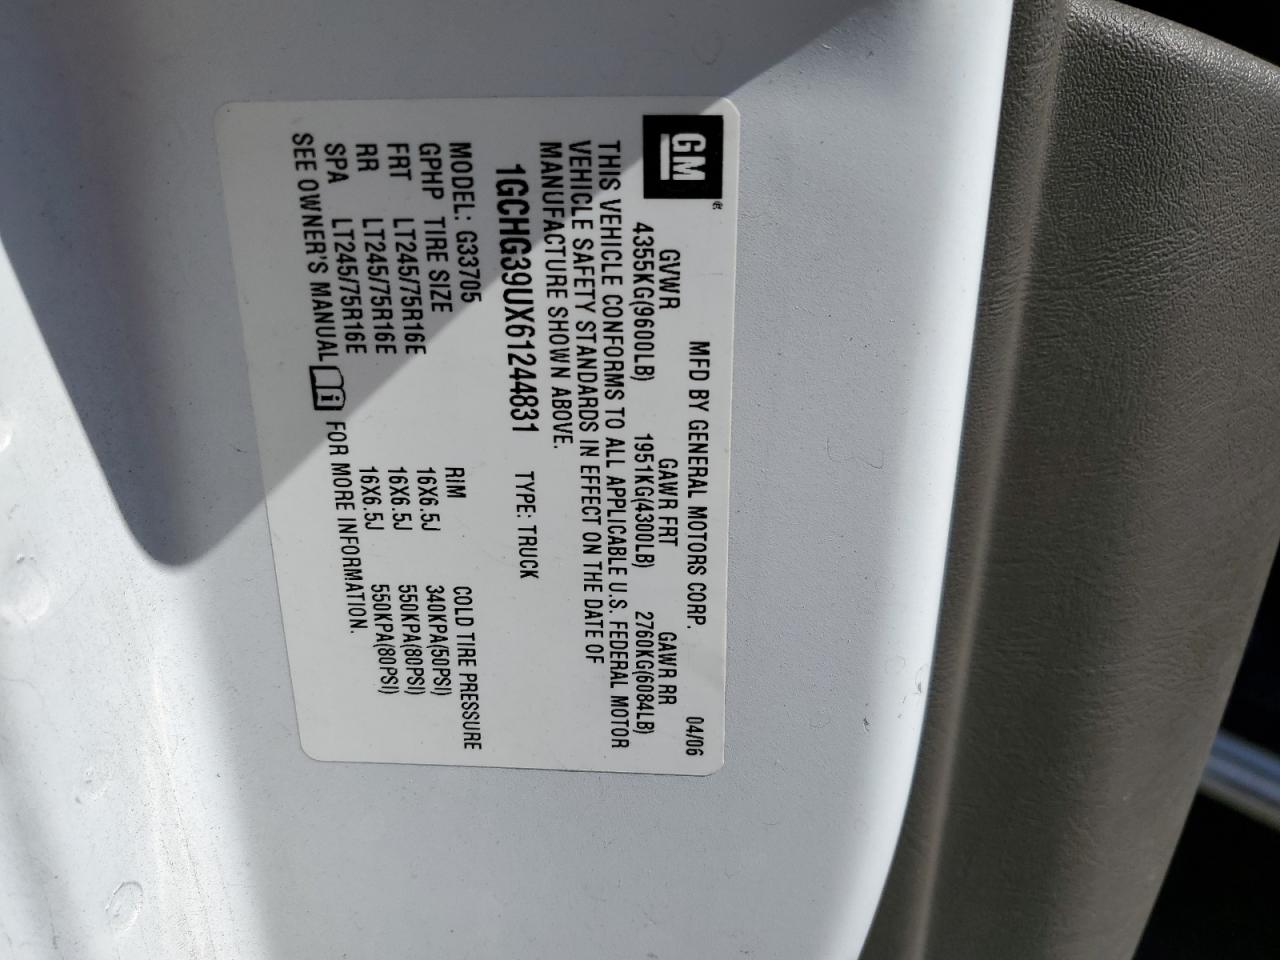 GM
MFD BY GENERAL MOTORS CORP. 04/06
GVWR GAWR FRT GAWR RR
4355KG(9600LB) 1951KG(4300LB) 2760KG(6084LB)
THIS VEHICLE CONFORMS TO ALL APPLICABLE U.S. FEDERAL MOTOR
VEHICLE SAFETY STANDARDS IN EFFECT ON THE DATE OF
MANUFACTURE SHOWN ABOVE.
1GCHG39UX61244831 TYPE: TRUCK
MODEL: G33705
GPHP TIRE SIZE RIM COLD TIRE PRESSURE
FRT LT245/75R16E 16X6.5J 340KPA(50PSI)
RR LT245/75R16E 16X6.5J 550KPA(80PSI)
SPA LT245/75R16E 16X6.5J 550KPA(80PSI)
SEE OWNER'S MANUAL FOR MORE INFORMATION.